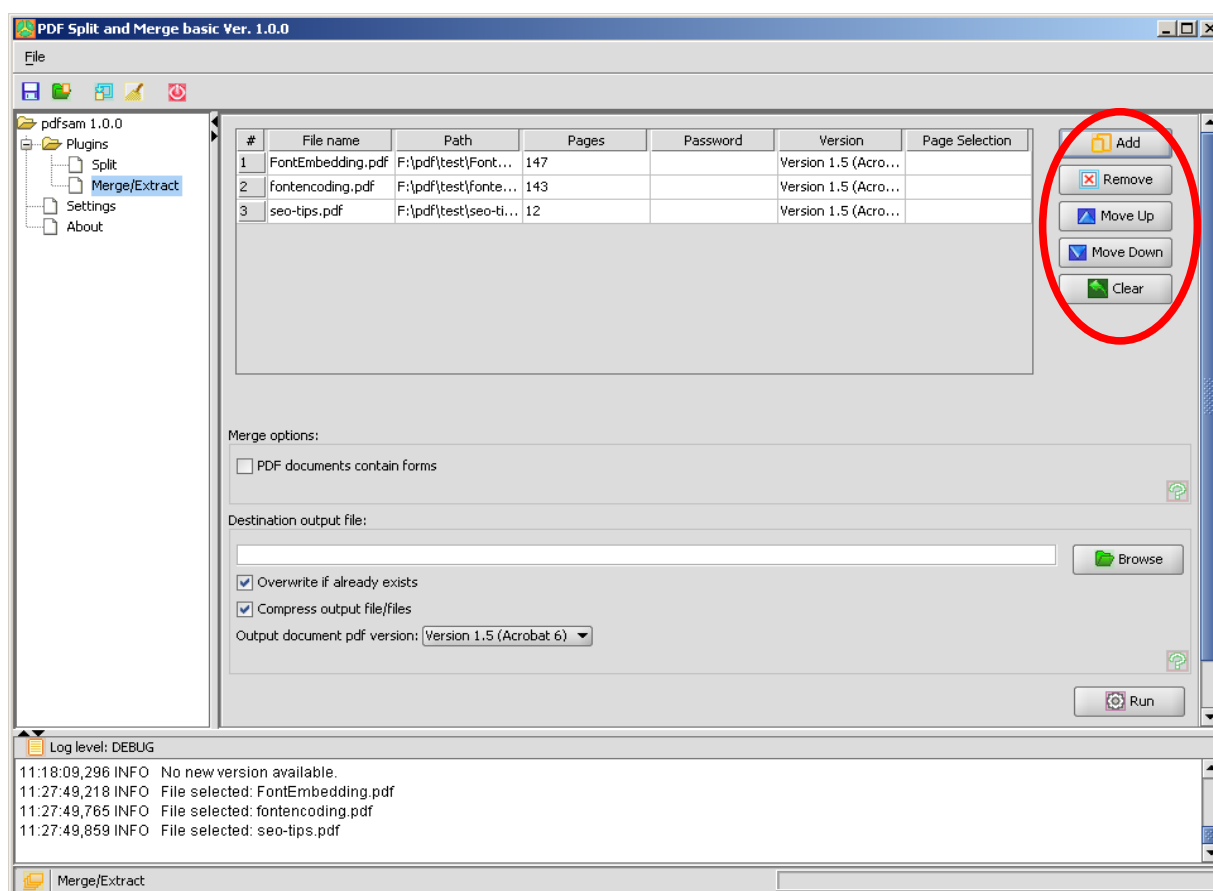 PDF Split and Merge basic Ver. 1.0.0
File
pdfsam 1.0.0
Plugins
Split
Merge/Extract
Settings
About
# File name Path Pages Password Version Page Selection
1 FontEmbedding.pdf F:\pdf\test\Font... 147 Version 1.5 (Acro...
2 fontencoding.pdf F:\pdf\test\fonte... 143 Version 1.5 (Acro...
3 seo-tips.pdf F:\pdf\test\seo-ti... 12 Version 1.5 (Acro...
Add
Remove
Move Up
Move Down
Clear
Merge options:
PDF documents contain forms
Destination output file:
Browse
Overwrite if already exists
Compress output file/files
Output document pdf version: Version 1.5 (Acrobat 6)
Run
Log level: DEBUG
11:18:09,296 INFO No new version available.
11:27:49,218 INFO File selected: FontEmbedding.pdf
11:27:49,765 INFO File selected: fontencoding.pdf
11:27:49,859 INFO File selected: seo-tips.pdf
Merge/Extract